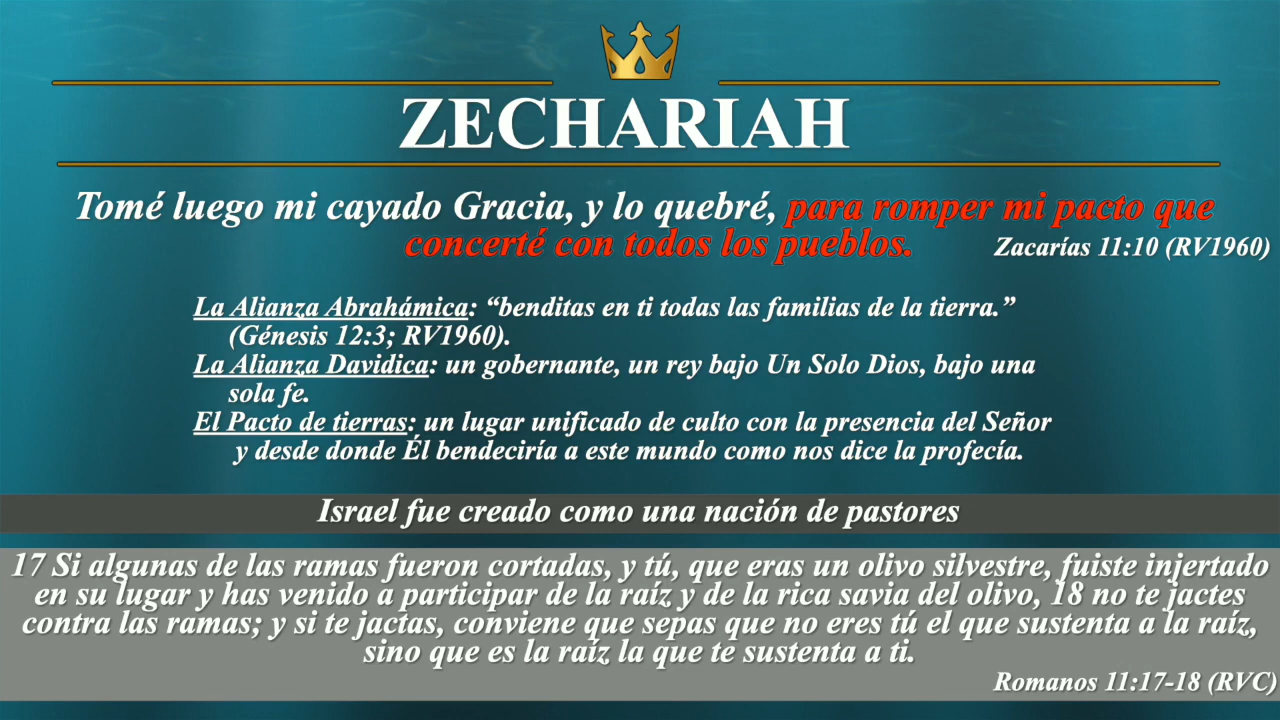 ZECHARIAH
Tomé luego mi cayado Gracia, y lo quebré, para romper mi pacto que
concerté con todos los pueblos.
Zacarías 11:10 (RV1960)
La Alianza Abrahámica: “benditas en ti todas las familias de la tierra.”
(Génesis 12:3; RV1960).
La Alianza Davidica: un gobernante, un rey bajo Un Solo Dios, bajo una
sola fe.
El Pacto de tierras: un lugar unificado de culto con la presencia del Señor
y desde donde Él bendeciría a este mundo como nos dice la profecía.
Israel fue creado como una nación de pastores
17 Si algunas de las ramas fueron cortadas, y tú, que eras un olivo silvestre, fuiste injertado
en su lugar y has venido a participar de la raíz y de la rica savia del olivo, 18 no te jactes
contra las ramas; y si te jactas, conviene que sepas que no eres tú el que sustenta a la raíz,
sino que es la raíz la que te sustenta a ti.
Romanos 11:17-18 (RVC)